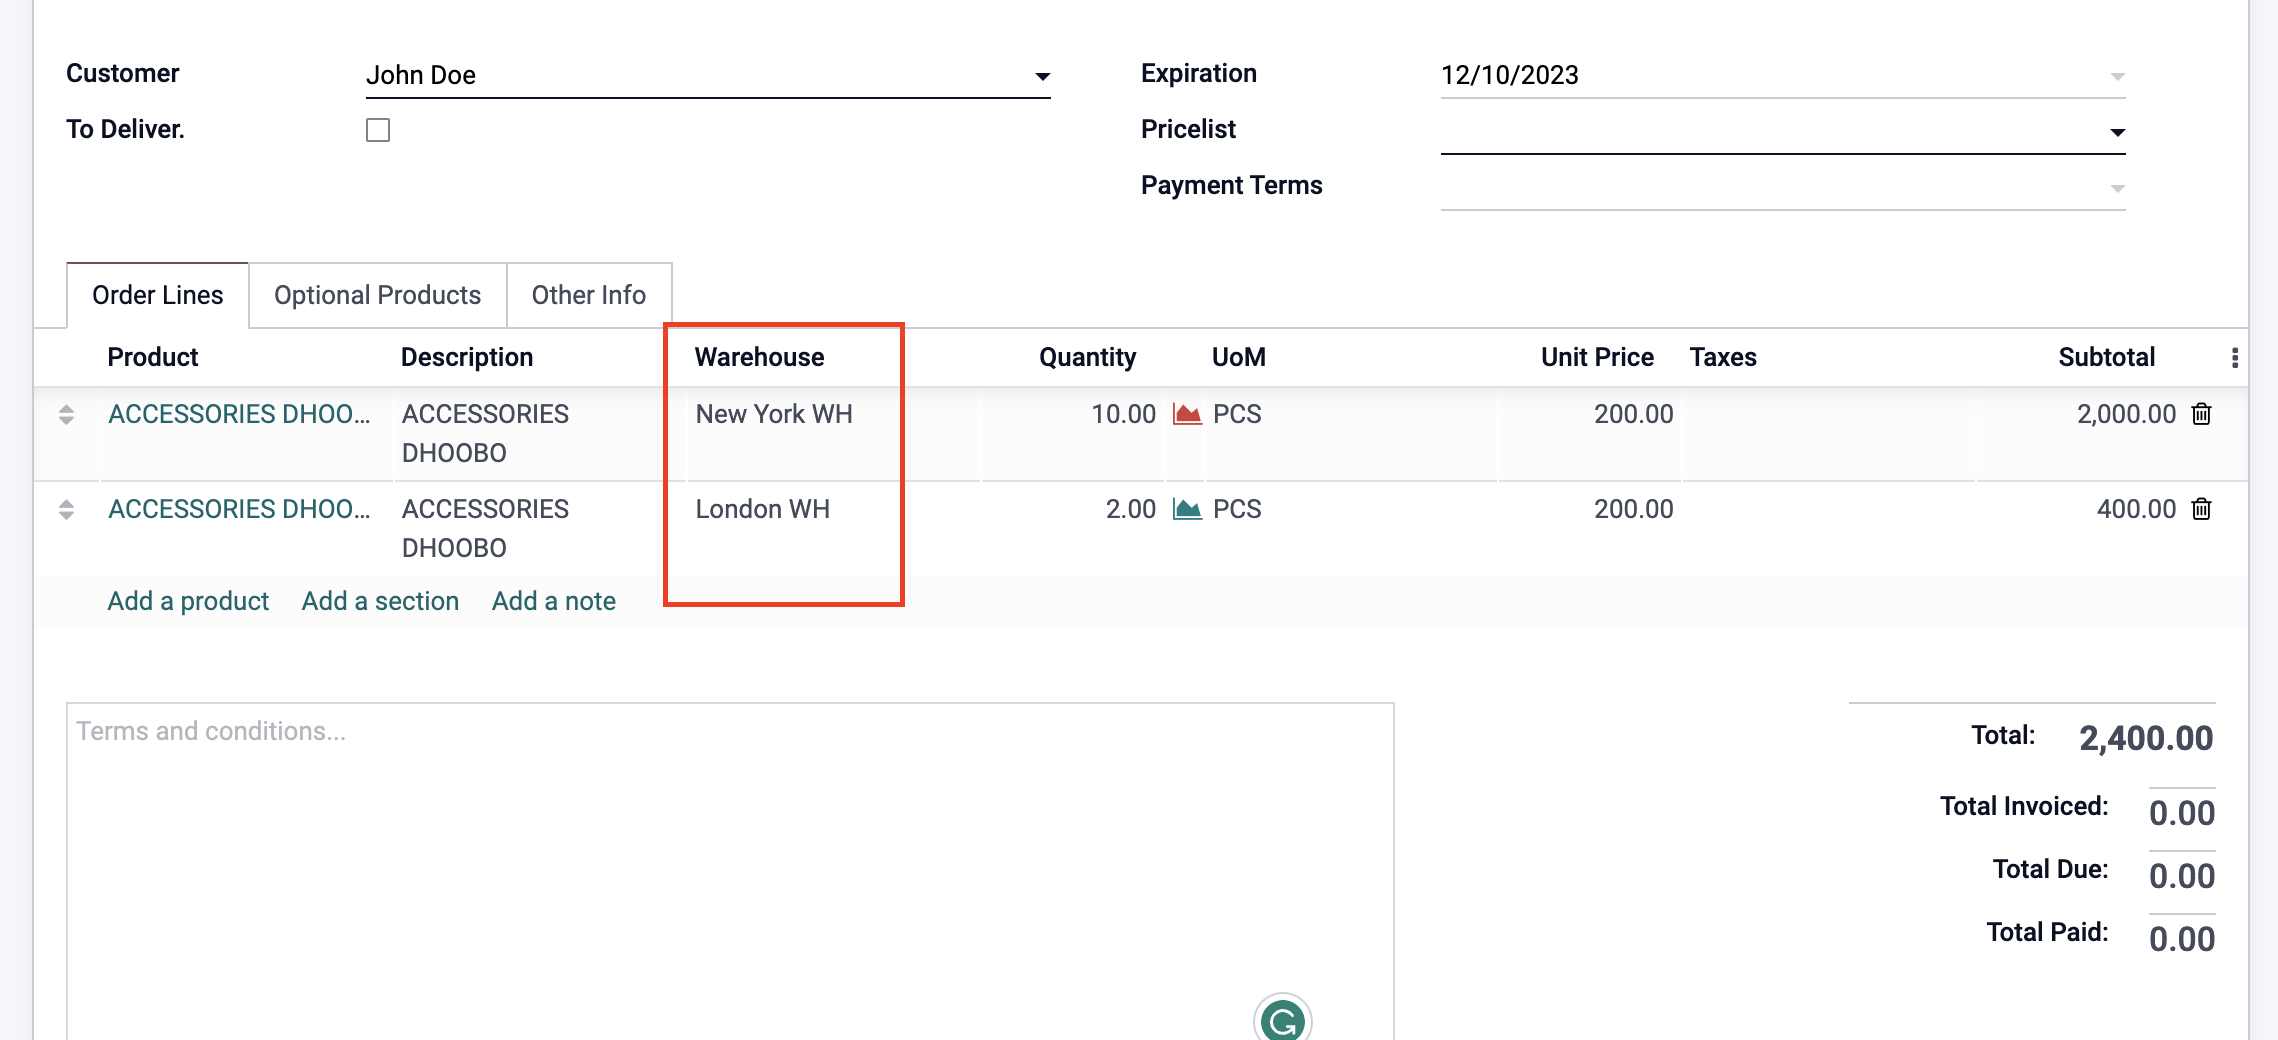 Customer John Doe Expiration 12/10/2023
To Deliver. Pricelist
Payment Terms
Order Lines Optional Products Other Info
Product Description Warehouse Quantity UoM Unit Price Taxes Subtotal
ACCESSORIES DHOO... ACCESSORIES New York WH 10.00 PCS 200.00 2,000.00
DHOOBO
ACCESSORIES DHOO... ACCESSORIES London WH 2.00 PCS 200.00 400.00
DHOOBO
Add a product Add a section Add a note
Terms and conditions...
Total: 2,400.00
Total Invoiced: 0.00
Total Due: 0.00
Total Paid: 0.00
G